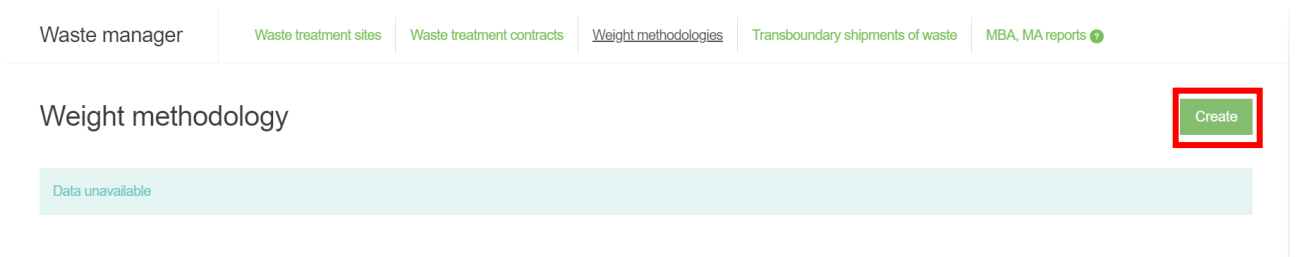 Waste manager Waste treatment sites Waste treatment contracts Weight methodologies Transboundary shipments of waste MBA, MA reports ?
Weight methodology Create
Data unavailable